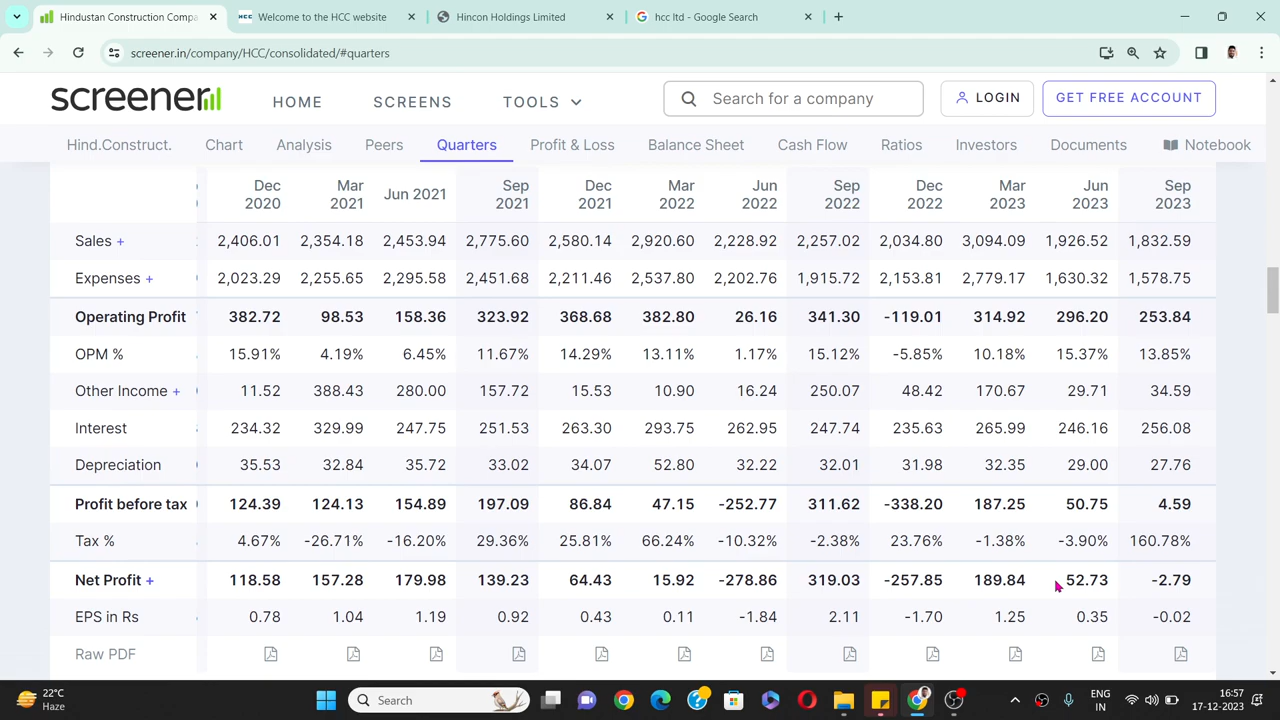 Hindustan Construction Compa
Welcome to the HCC website
Hincon Holdings Limited
hcc ltd - Google Search
screener.in/company/HCC/consolidated/#quarters
screener
HOME
SCREENS
TOOLS
Search for a company
LOGIN
GET FREE ACCOUNT
Hind.Construct. Chart Analysis Peers Quarters Profit & Loss Balance Sheet Cash Flow Ratios Investors Documents Notebook
Dec 2020 Mar 2021 Jun 2021 Sep 2021 Dec 2021 Mar 2022 Jun 2022 Sep 2022 Dec 2022 Mar 2023 Jun 2023 Sep 2023
Sales + 2,406.01 2,354.18 2,453.94 2,775.60 2,580.14 2,920.60 2,228.92 2,257.02 2,034.80 3,094.09 1,926.52 1,832.59
Expenses + 2,023.29 2,255.65 2,295.58 2,451.68 2,211.46 2,537.80 2,202.76 1,915.72 2,153.81 2,779.17 1,630.32 1,578.75
Operating Profit 382.72 98.53 158.36 323.92 368.68 382.80 26.16 341.30 -119.01 314.92 296.20 253.84
OPM % 15.91% 4.19% 6.45% 11.67% 14.29% 13.11% 1.17% 15.12% -5.85% 10.18% 15.37% 13.85%
Other Income + 11.52 388.43 280.00 157.72 15.53 10.90 16.24 250.07 48.42 170.67 29.71 34.59
Interest 234.32 329.99 247.75 251.53 263.30 293.75 262.95 247.74 235.63 265.99 246.16 256.08
Depreciation 35.53 32.84 35.72 33.02 34.07 52.80 32.22 32.01 31.98 32.35 29.00 27.76
Profit before tax 124.39 124.13 154.89 197.09 86.84 47.15 -252.77 311.62 -338.20 187.25 50.75 4.59
Tax % 4.67% -26.71% -16.20% 29.36% 25.81% 66.24% -10.32% -2.38% 23.76% -1.38% -3.90% 160.78%
Net Profit + 118.58 157.28 179.98 139.23 64.43 15.92 -278.86 319.03 -257.85 189.84 52.73 -2.79
EPS in Rs 0.78 1.04 1.19 0.92 0.43 0.11 -1.84 2.11 -1.70 1.25 0.35 -0.02
Raw PDF
22°C
Haze
Search
ENG
IN
16:57
17-12-2023